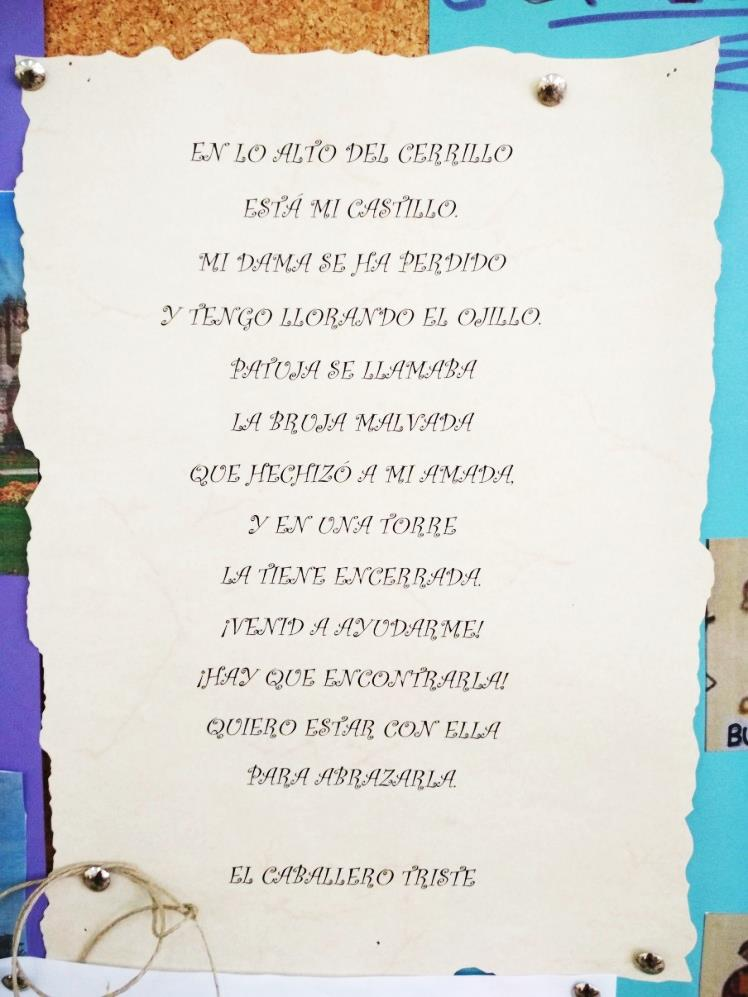 EN LO ALTO DEL CERRILLO
ESTÁ MI CASTILLO.
MI DAMA SE HA PERDIDO
Y TENGO LLORANDO EL OJILLO.
PATUJA SE LLAMABA
LA BRUJA MALVADA
QUE HECHIZÓ A MI AMADA,
Y EN UNA TORRE
LA TIENE ENCERRADA.
¡VENID A AYUDARME!
¡HAY QUE ENCONTRARLA!
QUIERO ESTAR CON ELLA
PARA ABRAZARLA.
EL CABALLERO TRISTE